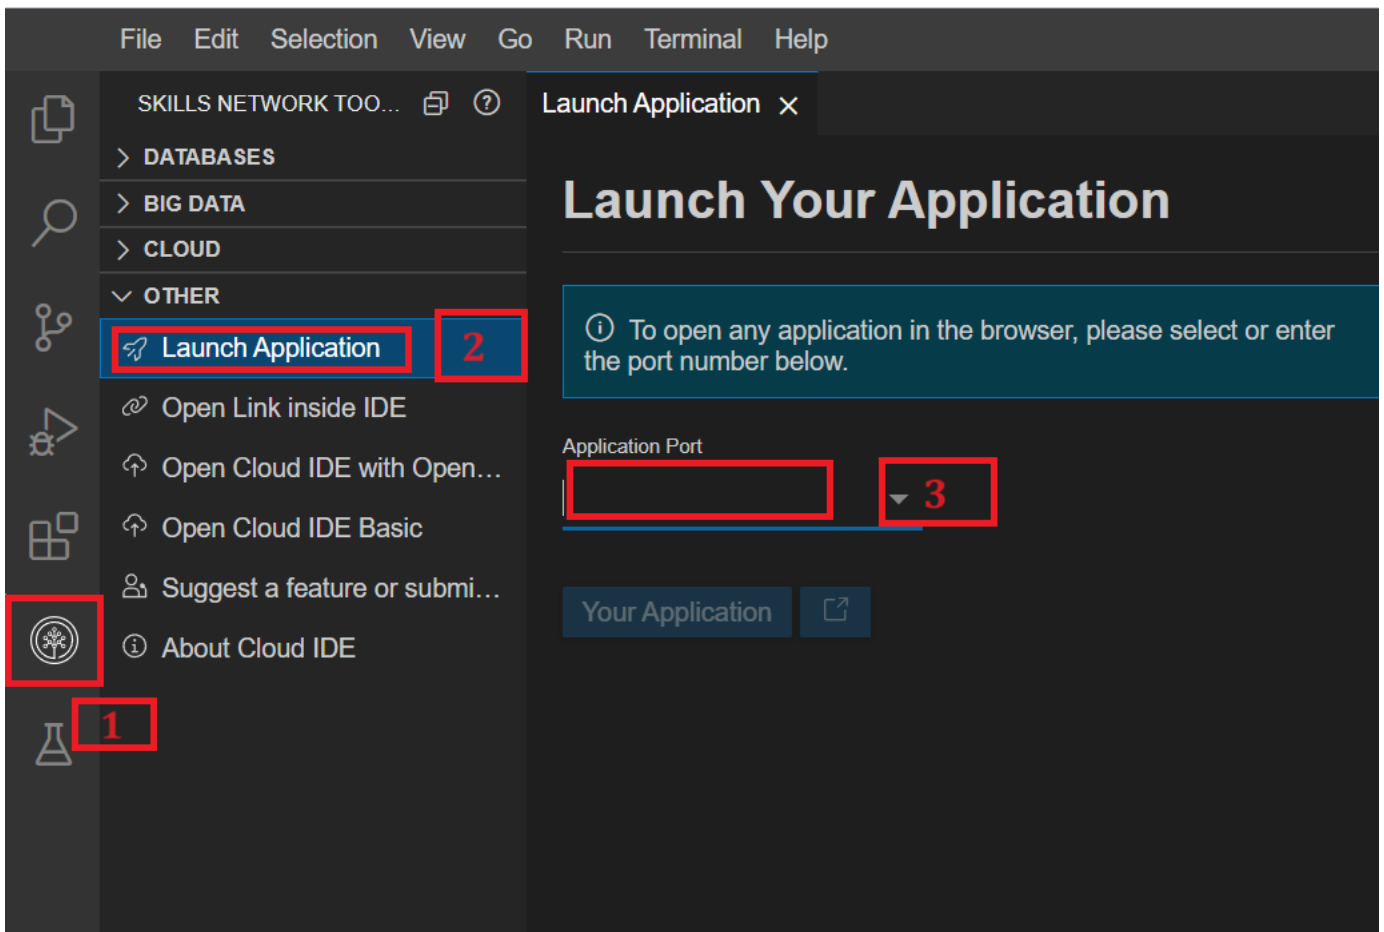 File Edit Selection View Go Run Terminal Help
SKILLS NETWORK TOO...
Launch Application
DATABASES
BIG DATA
CLOUD
OTHER
Launch Application 2
Open Link inside IDE
Open Cloud IDE with Open...
Open Cloud IDE Basic
Suggest a feature or submi...
About Cloud IDE
1
Launch Your Application
To open any application in the browser, please select or enter
the port number below.
Application Port
3
Your Application